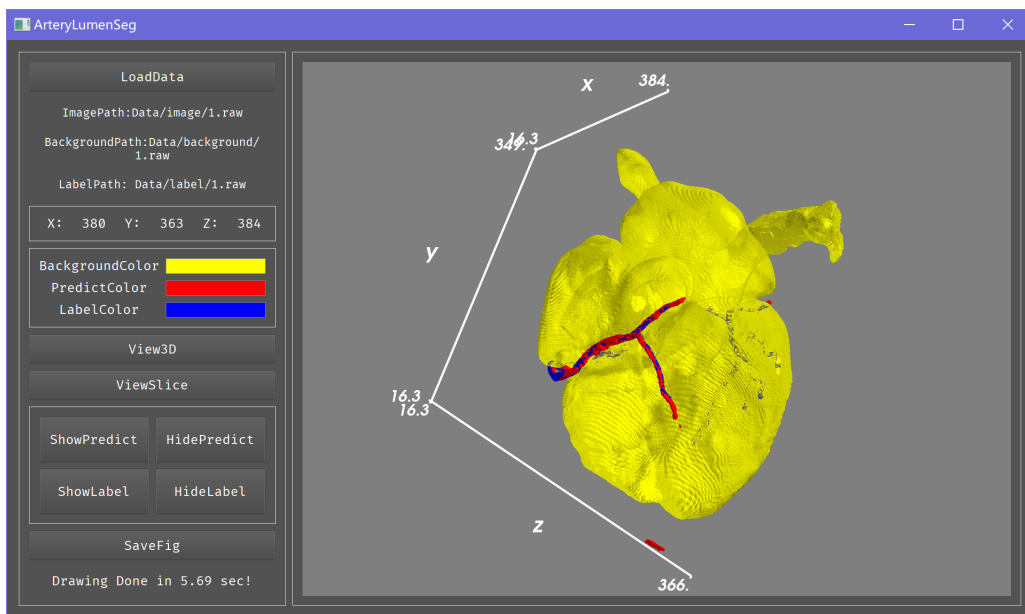 ArteryLumenSeg
LoadData
ImagePath:Data/image/1.raw
BackgroundPath:Data/background/
1.raw
LabelPath: Data/label/1.raw
X: 380 Y: 363 Z: 384
BackgroundColor
PredictColor
LabelColor
View3D
ViewSlice
ShowPredict HidePredict
ShowLabel HideLabel
SaveFig
Drawing Done in 5.69 sec!
x
384.
16.3
349.
y
16.3
16.3
z
366.